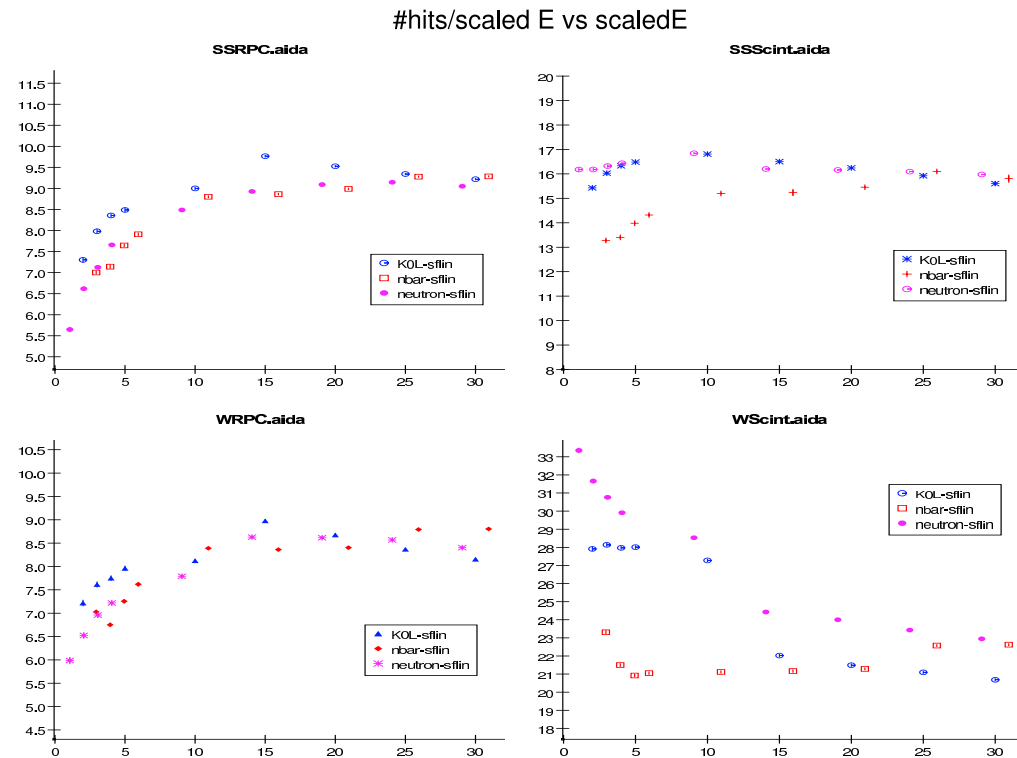 #hits/scaled E vs scaledE
SSRPC.aida
11.5
11.0
10.5
10.0
9.5
9.0
8.5
8.0
7.5
7.0
6.5
6.0
5.5
5.0
0 5 10 15 20 25 30
K0L-sflin
nbar-sflin
neutron-sflin
SSScint.aida
20
19
18
17
16
15
14
13
12
11
10
9
8
0 5 10 15 20 25 30
K0L-sflin
nbar-sflin
neutron-sflin
WRPC.aida
10.5
10.0
9.5
9.0
8.5
8.0
7.5
7.0
6.5
6.0
5.5
5.0
4.5
0 5 10 15 20 25 30
K0L-sflin
nbar-sflin
neutron-sflin
WScint.aida
33
32
31
30
29
28
27
26
25
24
23
22
21
20
19
18
0 5 10 15 20 25 30
K0L-sflin
nbar-sflin
neutron-sflin